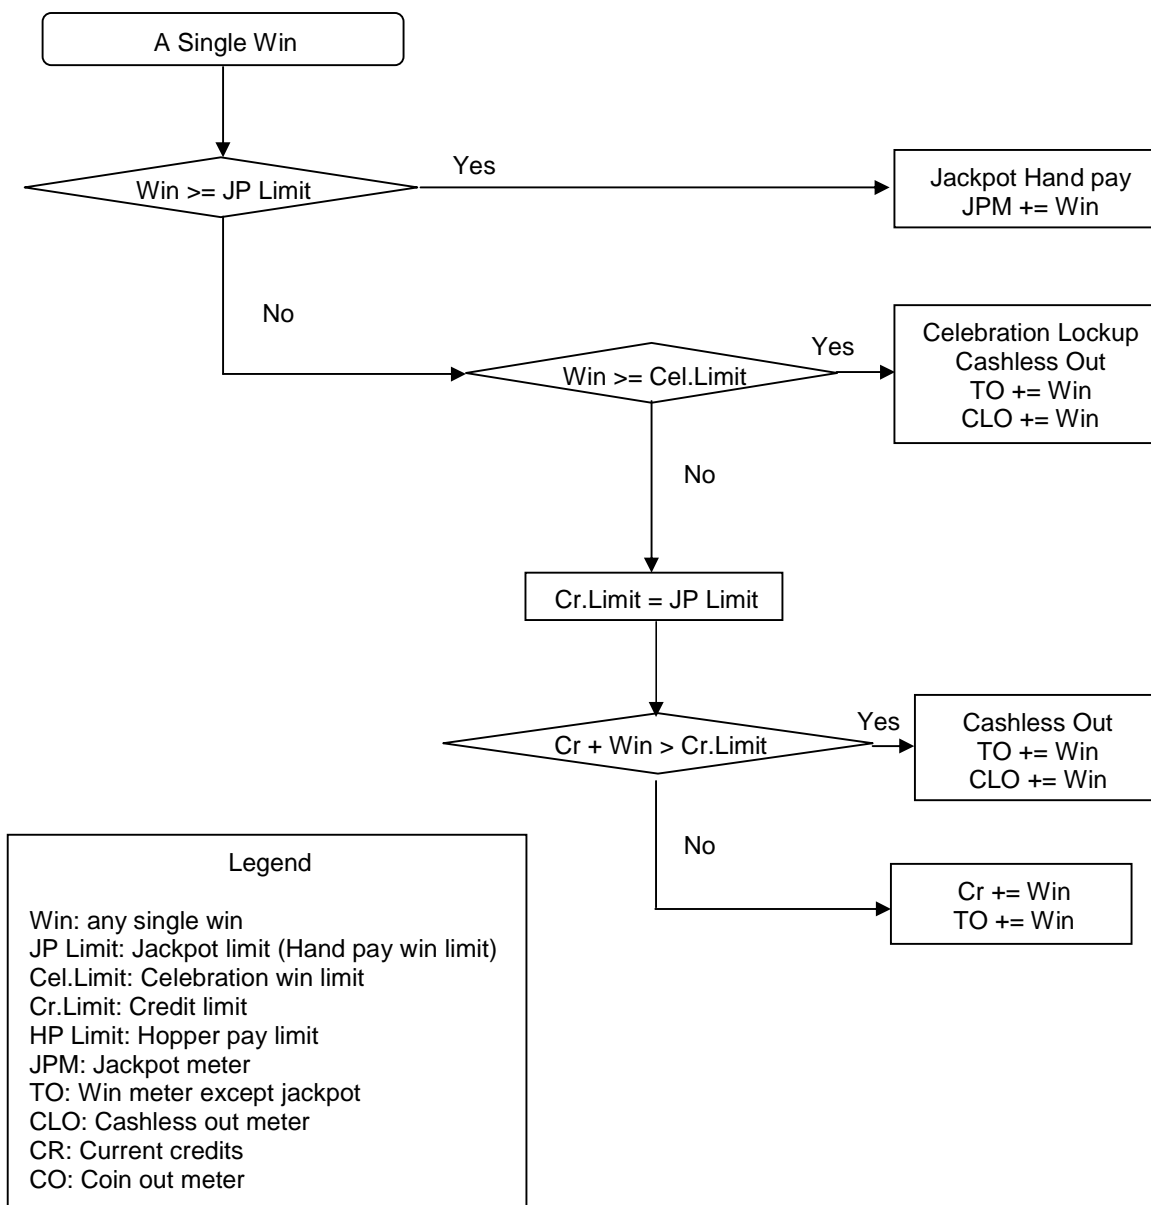 A Single Win
Win >= JP Limit
Yes
Jackpot Hand pay
JPM += Win
No
Win >= Cel.Limit
Yes
Celebration Lockup
Cashless Out
TO += Win
CLO += Win
No
Cr.Limit = JP Limit
Cr + Win > Cr.Limit
Yes
Cashless Out
TO += Win
CLO += Win
No
Cr += Win
TO += Win
Legend
Win: any single win
JP Limit: Jackpot limit (Hand pay win limit)
Cel.Limit: Celebration win limit
Cr.Limit: Credit limit
HP Limit: Hopper pay limit
JPM: Jackpot meter
TO: Win meter except jackpot
CLO: Cashless out meter
CR: Current credits
CO: Coin out meter